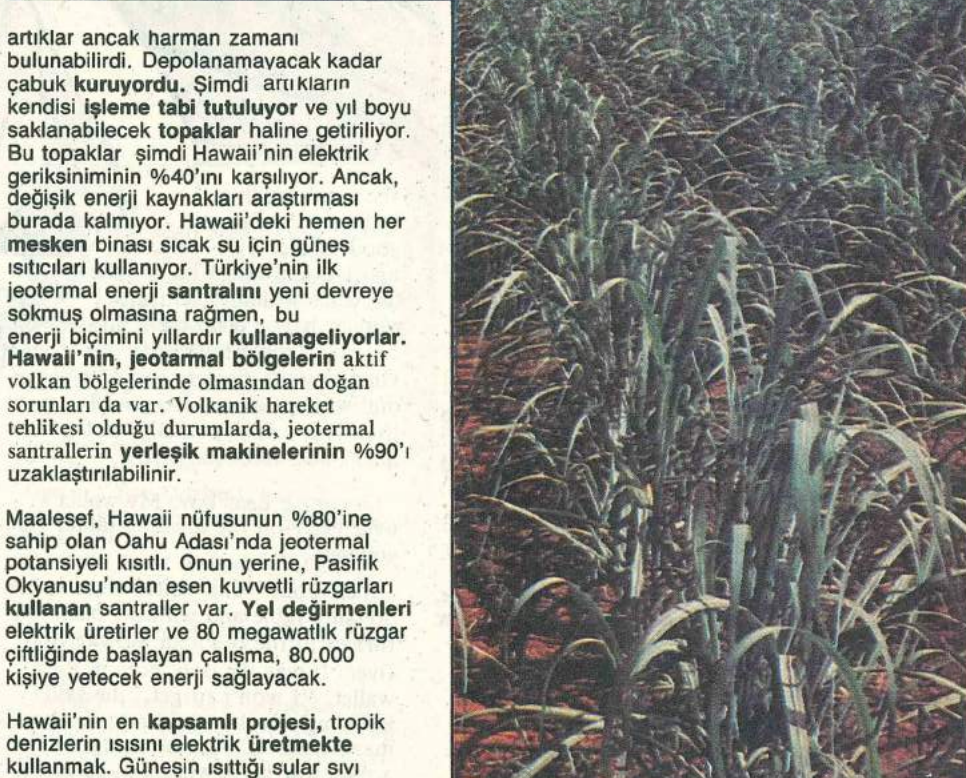 artıklar ancak harman zamanı
bulunabilirdi. Depolanamayacak kadar
çabuk kuruyordu. Şimdi artıkların
kendisi işleme tabi tutuluyor ve yıl boyu
saklanabilecek topaklar haline getiriliyor.
Bu topaklar şimdi Hawaii'nin elektrik
geriksiniminin %40'ını karşılıyor. Ancak,
değişik enerji kaynakları araştırması
burada kalmıyor. Hawaii'deki hemen her
mesken binası sıcak su için güneş
ısıtıcıları kullanıyor. Türkiye'nin ilk
jeotermal enerji santralını yeni devreye
sokmuş olmasına rağmen, bu
enerji biçimini yıllardır kullanageliyorlar.
Hawaii'nin, jeotarmal bölgelerin aktif
volkan bölgelerinde olmasından doğan
sorunları da var. Volkanik hareket
tehlikesi olduğu durumlarda, jeotermal
santrallerin yerleşik makinelerinin %90'ı
uzaklaştırılabilinir.
Maalesef, Hawaii nüfusunun %80'ine
sahip olan Oahu Adası'nda jeotermal
potansiyeli kısıtlı. Onun yerine, Pasifik
Okyanusu'ndan esen kuvvetli rüzgarları
kullanan santraller var. Yel değirmenleri
elektrik üretirler ve 80 megawatlık rüzgar
çiftliğinde başlayan çalışma, 80.000
kişiye yetecek enerji sağlayacak.
Hawaii'nin en kapsamlı projesi, tropik
denizlerin ısısını elektrik üretmekte
kullanmak. Güneşin ısıttığı sular sıvı